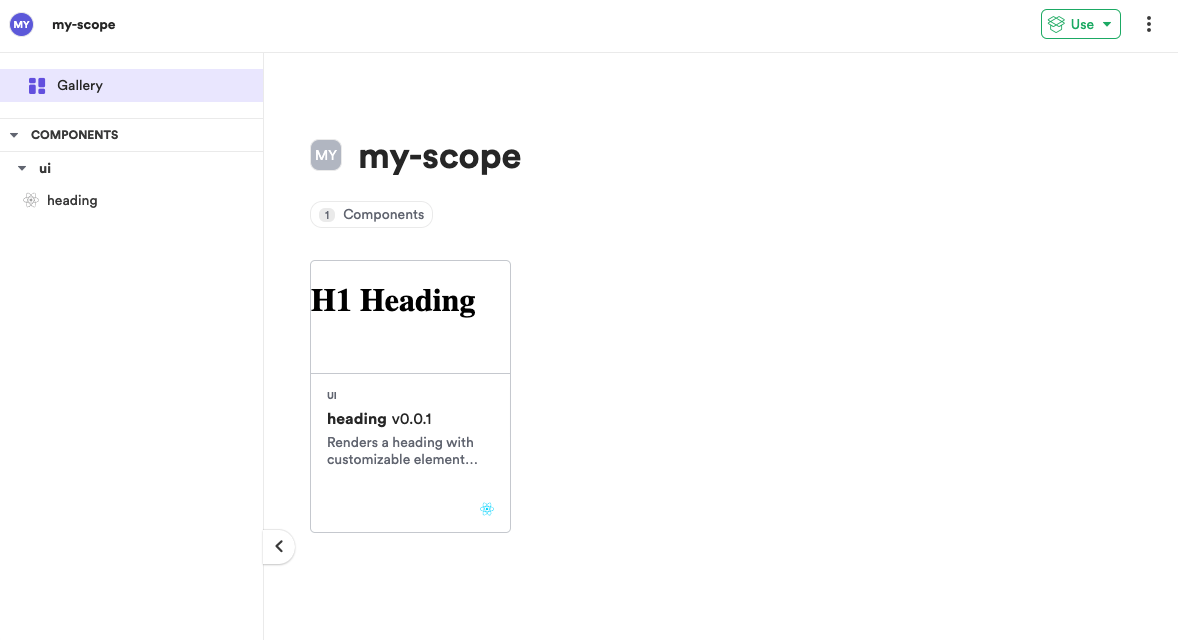 MY my-scope
Use
Gallery
COMPONENTS
ui
heading
MY my-scope
1 Components
H1 Heading
UI
heading v0.0.1
Renders a heading with
customizable element...